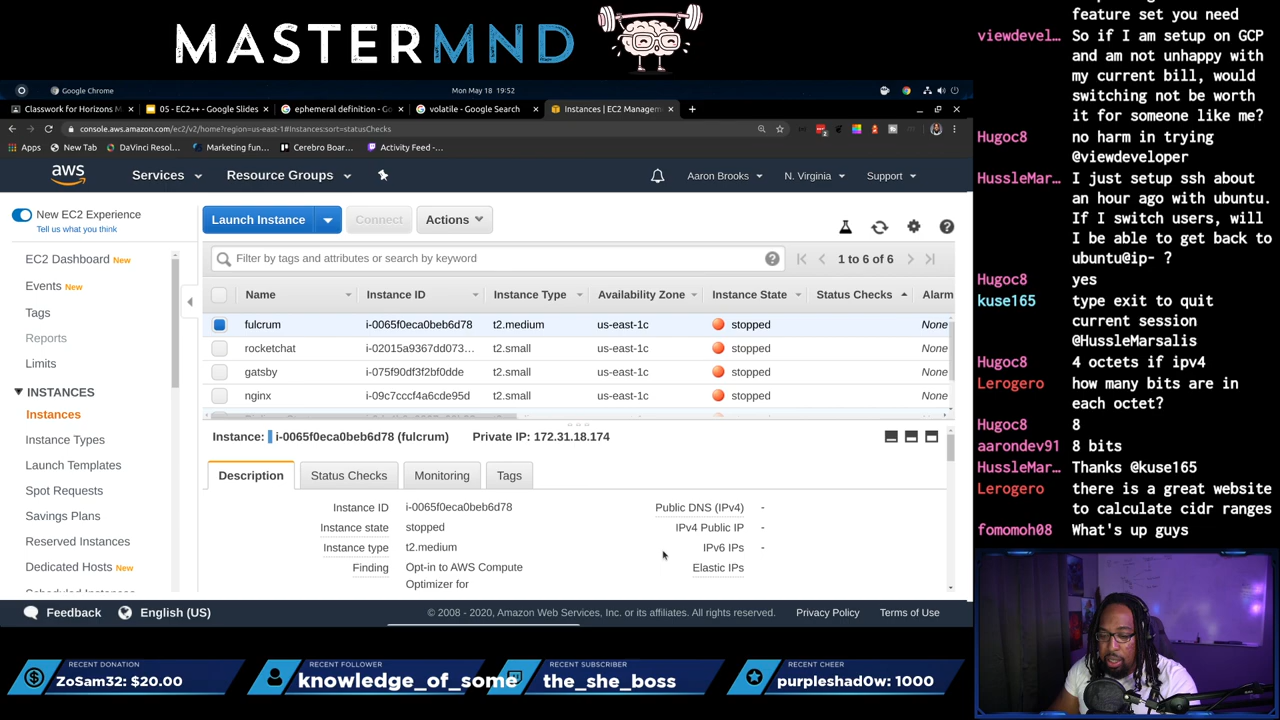 MASTERMND
Google Chrome
Mon May 18 19:52
Classwork for Horizons M...
05 - EC2++ - Google Slides
ephemeral definition - Go...
volatile - Google Search
Instances | EC2 Managem...
console.aws.amazon.com/ec2/v2/home?region=us-east-1#Instances:sort=statusChecks
Apps
New Tab
DaVinci Resol...
Marketing fun...
Cerebro Boar...
Activity Feed -...
aws
Services
Resource Groups
Aaron Brooks
N. Virginia
Support
New EC2 Experience
Tell us what you think
EC2 Dashboard New
Events New
Tags
Reports
Limits
INSTANCES
Instances
Instance Types
Launch Templates
Spot Requests
Savings Plans
Reserved Instances
Dedicated Hosts New
Launch Instance
Connect
Actions
Filter by tags and attributes or search by keyword
1 to 6 of 6
Name Instance ID Instance Type Availability Zone Instance State Status Checks Alarm
fulcrum i-0065f0eca0beb6d78 t2.medium us-east-1c stopped None
rocketchat i-02015a9367dd073... t2.small us-east-1c stopped None
gatsby i-075f90df3f2bf0dde t2.small us-east-1c stopped None
nginx i-09c7cccf4a6cde95d t2.small us-east-1c stopped None
Instance: i-0065f0eca0beb6d78 (fulcrum) Private IP: 172.31.18.174
Description
Status Checks
Monitoring
Tags
Instance ID i-0065f0eca0beb6d78
Public DNS (IPv4) -
Instance state stopped
IPv4 Public IP -
Instance type t2.medium
IPv6 IPs -
Finding Opt-in to AWS Compute
Elastic IPs
Optimizer for
Feedback
English (US)
© 2008 - 2020, Amazon Web Services, Inc. or its affiliates. All rights reserved.
Privacy Policy
Terms of Use
feature set you need
viewdevel… So if I am setup on GCP
and am not unhappy with
my current bill, would
switching not be worth
it for someone like me?
Hugoc8 no harm in trying
@viewdeveloper
HussleMar… I just setup ssh about
an hour ago with ubuntu.
If I switch users, will
I be able to get back to
ubuntu@ip- ?
Hugoc8 yes
kuse165 type exit to quit
current session
@HussleMarsalis
Hugoc8 4 octets if ipv4
Lerogero how many bits are in
each octet?
Hugoc8 8
aarondev91 8 bits
HussleMar… Thanks @kuse165
Lerogero there is a great website
to calculate cidr ranges
fomomoh08 What's up guys
RECENT DONATION
ZoSam32: $20.00
RECENT FOLLOWER
knowledge_of_some
RECENT SUBSCRIBER
the_she_boss
RECENT CHEER
purpleshad0w: 1000